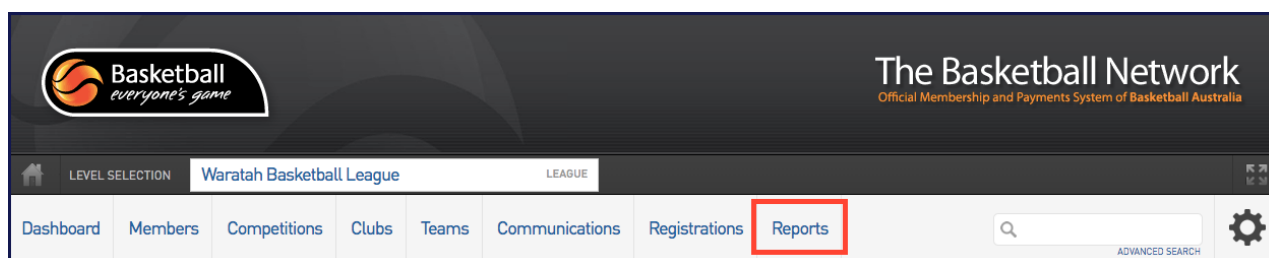 Basketball
everyone's game
The Basketball Network
Official Membership and Payments System of Basketball Australia
LEVEL SELECTION Waratah Basketball League LEAGUE
Dashboard Members Competitions Clubs Teams Communications Registrations Reports
ADVANCED SEARCH